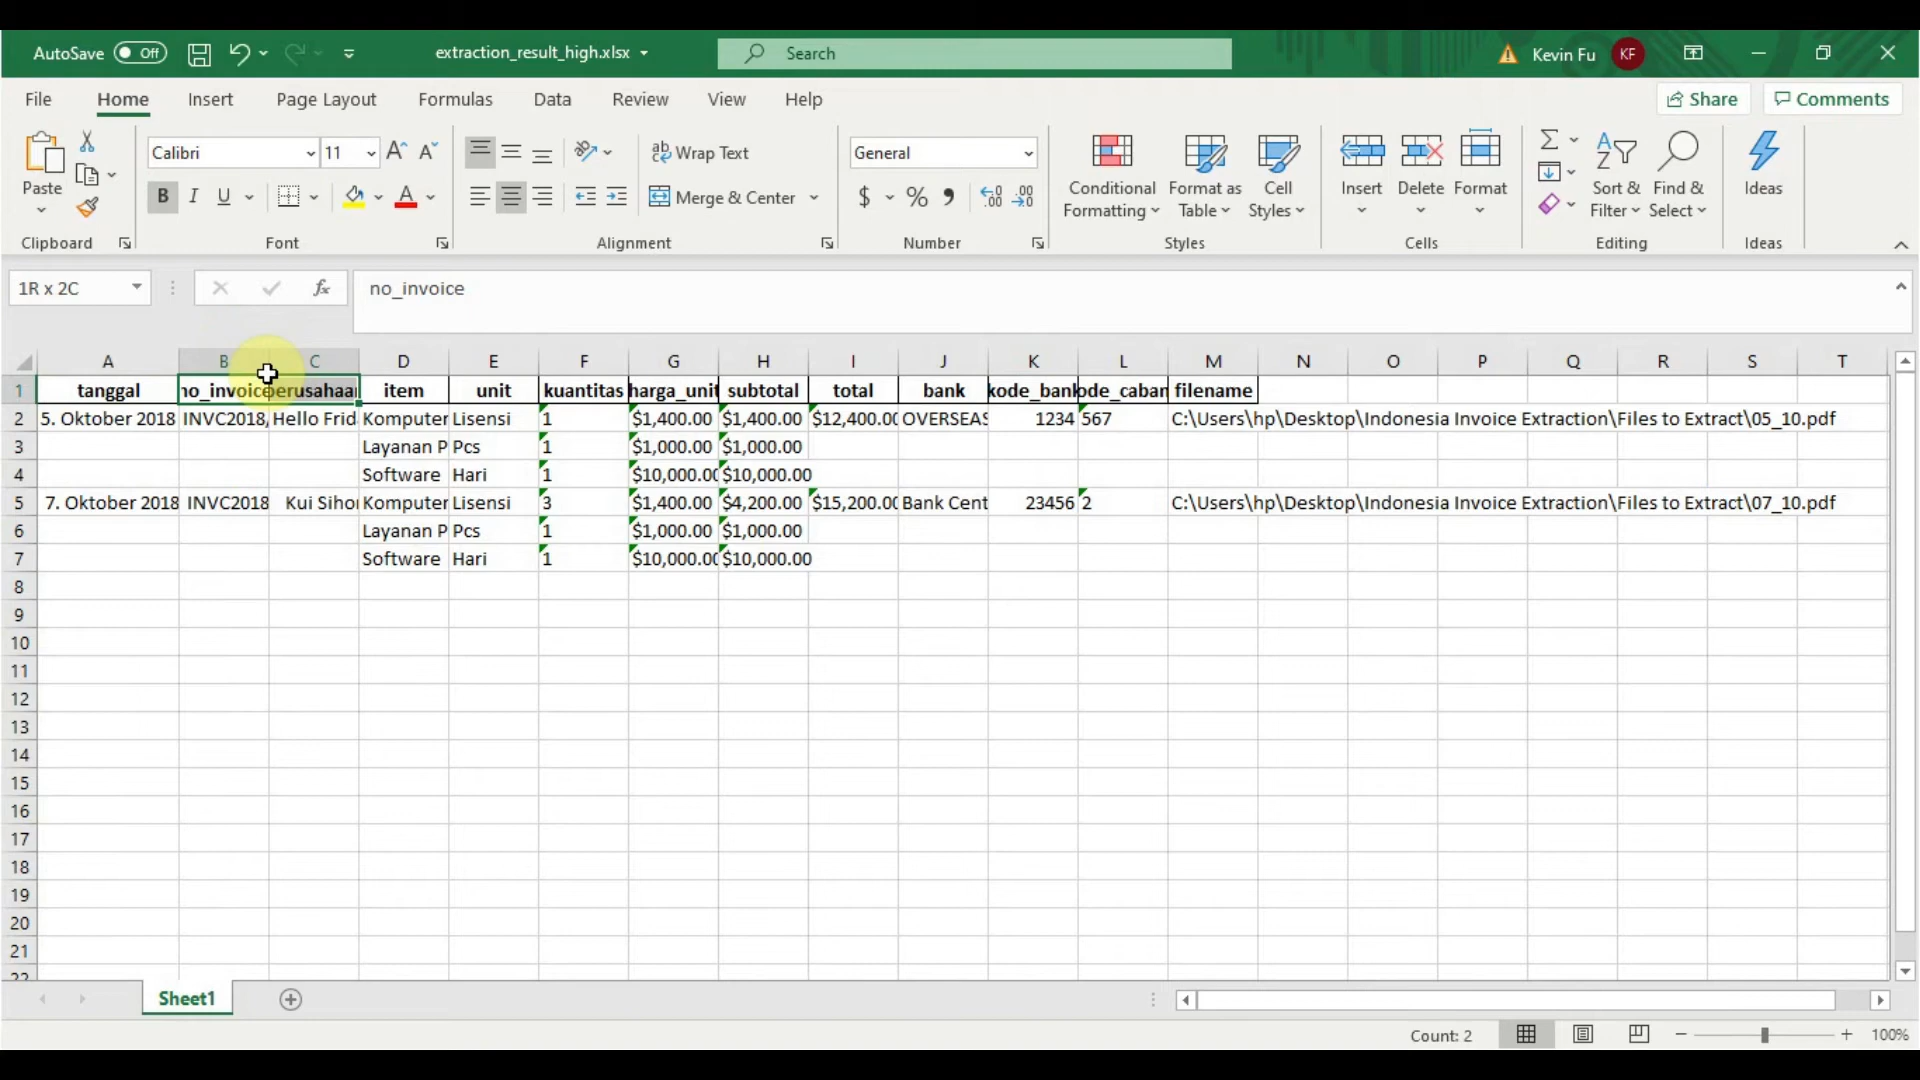 AutoSave Off extraction_result_high.xlsx Search Kevin Fu KF
File Home Insert Page Layout Formulas Data Review View Help Share Comments
Paste Calibri 11 Wrap Text General Conditional Formatting Format as Table Cell Styles Insert Delete Format Sort & Filter Find & Select Ideas
B I U Merge & Center $ %
Clipboard Font Alignment Number Styles Cells Editing Ideas
1R x 2C fx no_invoice
A B C D E F G H I J K L M N O P Q R S T
1 tanggal no_invoice perusahaan item unit kuantitas harga_unit subtotal total bank kode_bank ode_caban filename
2 5. Oktober 2018 INVC2018/ Hello Frid Komputer Lisensi 1 $1,400.00 $1,400.00 $12,400.00 OVERSEAS 1234 567 C:\Users\hp\Desktop\Indonesia Invoice Extraction\Files to Extract\05_10.pdf
3 Layanan P Pcs 1 $1,000.00 $1,000.00
4 Software Hari 1 $10,000.00 $10,000.00
5 7. Oktober 2018 INVC2018 Kui Sihor Komputer Lisensi 3 $1,400.00 $4,200.00 $15,200.00 Bank Cent 23456 2 C:\Users\hp\Desktop\Indonesia Invoice Extraction\Files to Extract\07_10.pdf
6 Layanan P Pcs 1 $1,000.00 $1,000.00
7 Software Hari 1 $10,000.00 $10,000.00
8
9
10
11
12
13
14
15
16
17
18
19
20
21
22
Sheet1
Count: 2 100%